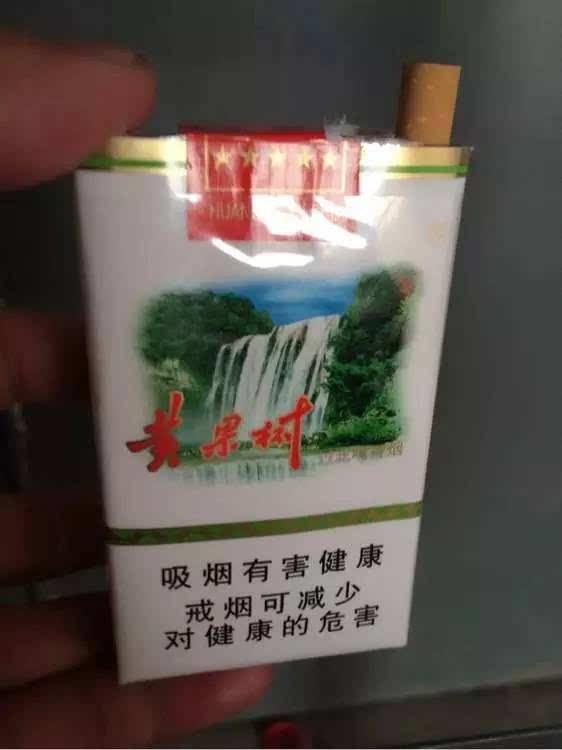 黄果树
吸烟有害健康
戒烟可减少
对健康的危害